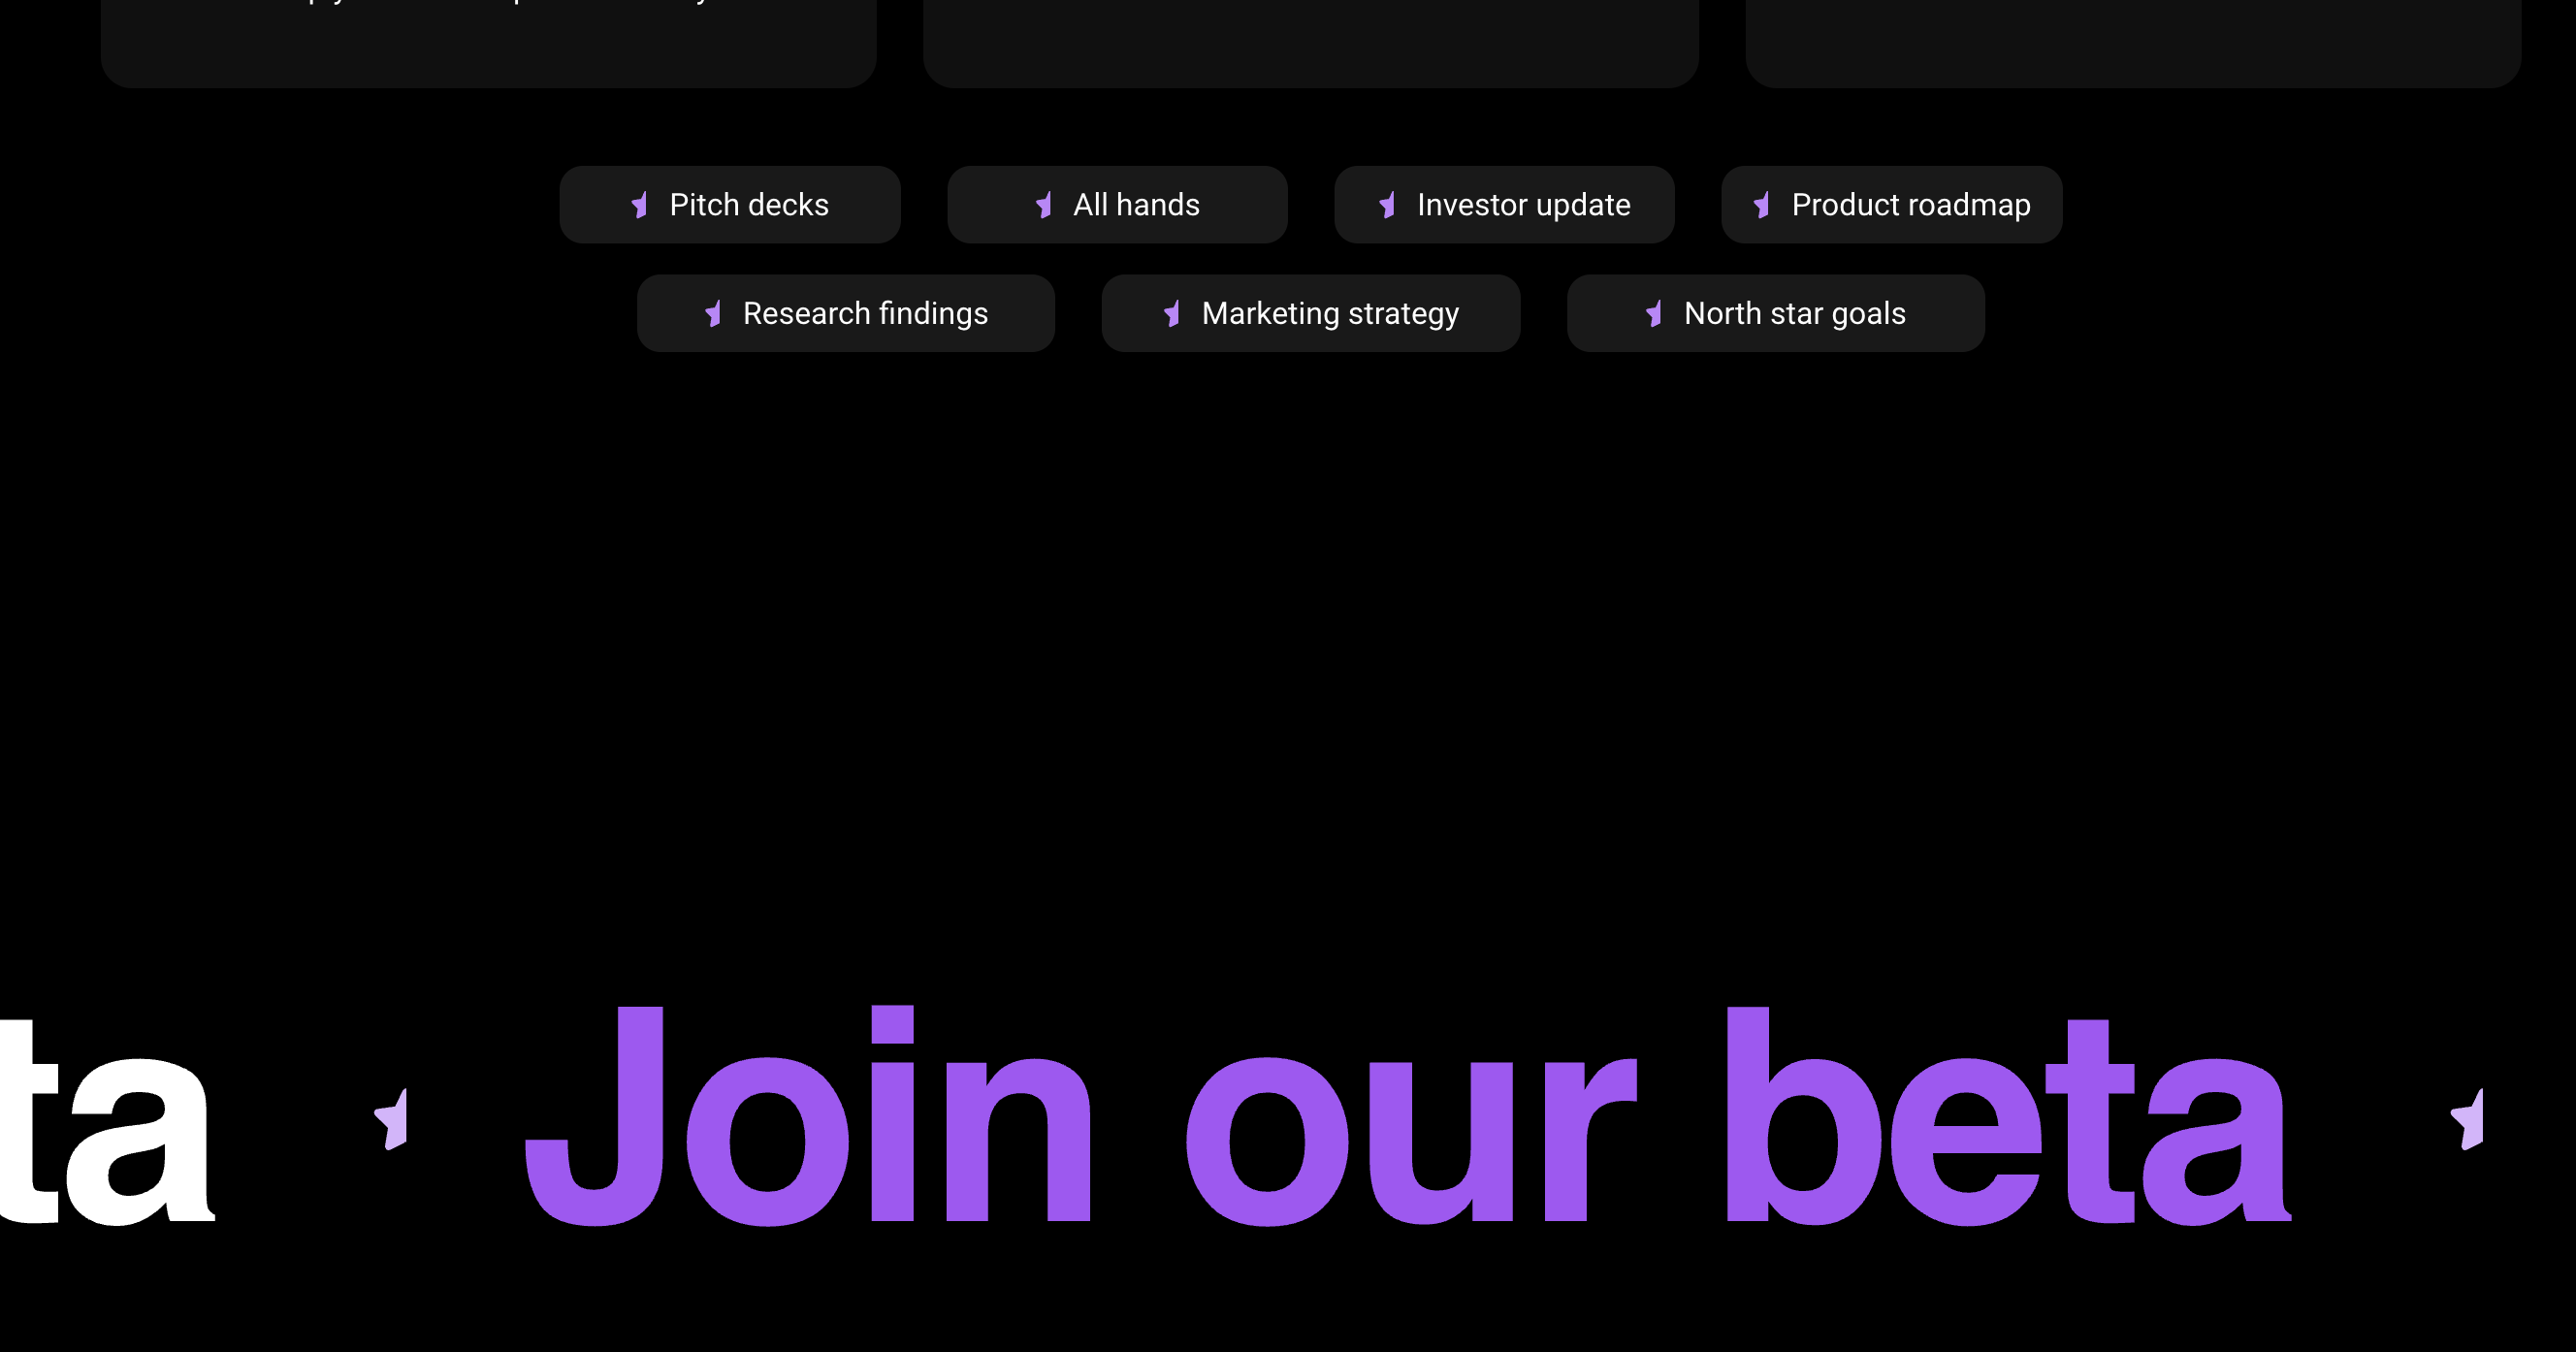 Pitch decks
All hands
Investor update
Product roadmap
Research findings
Marketing strategy
North star goals
ta Join our beta